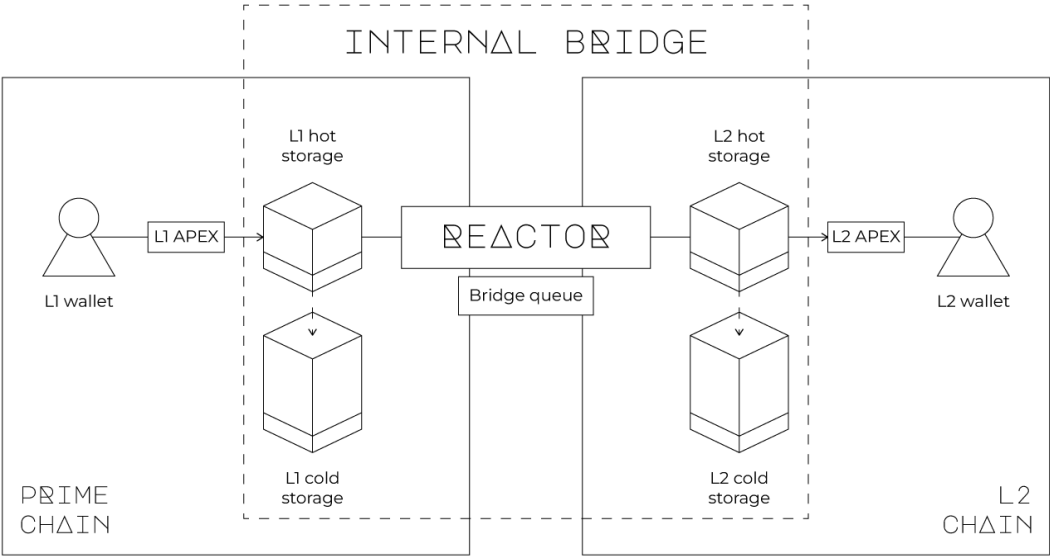 INTERNAL BRIDGE
L1 hot
storage
L2 hot
storage
L1 APEX
REACTOR
L2 APEX
L1 wallet
Bridge queue
L2 wallet
L1 cold
storage
L2 cold
storage
PRIME
CHAIN
L2
CHAIN